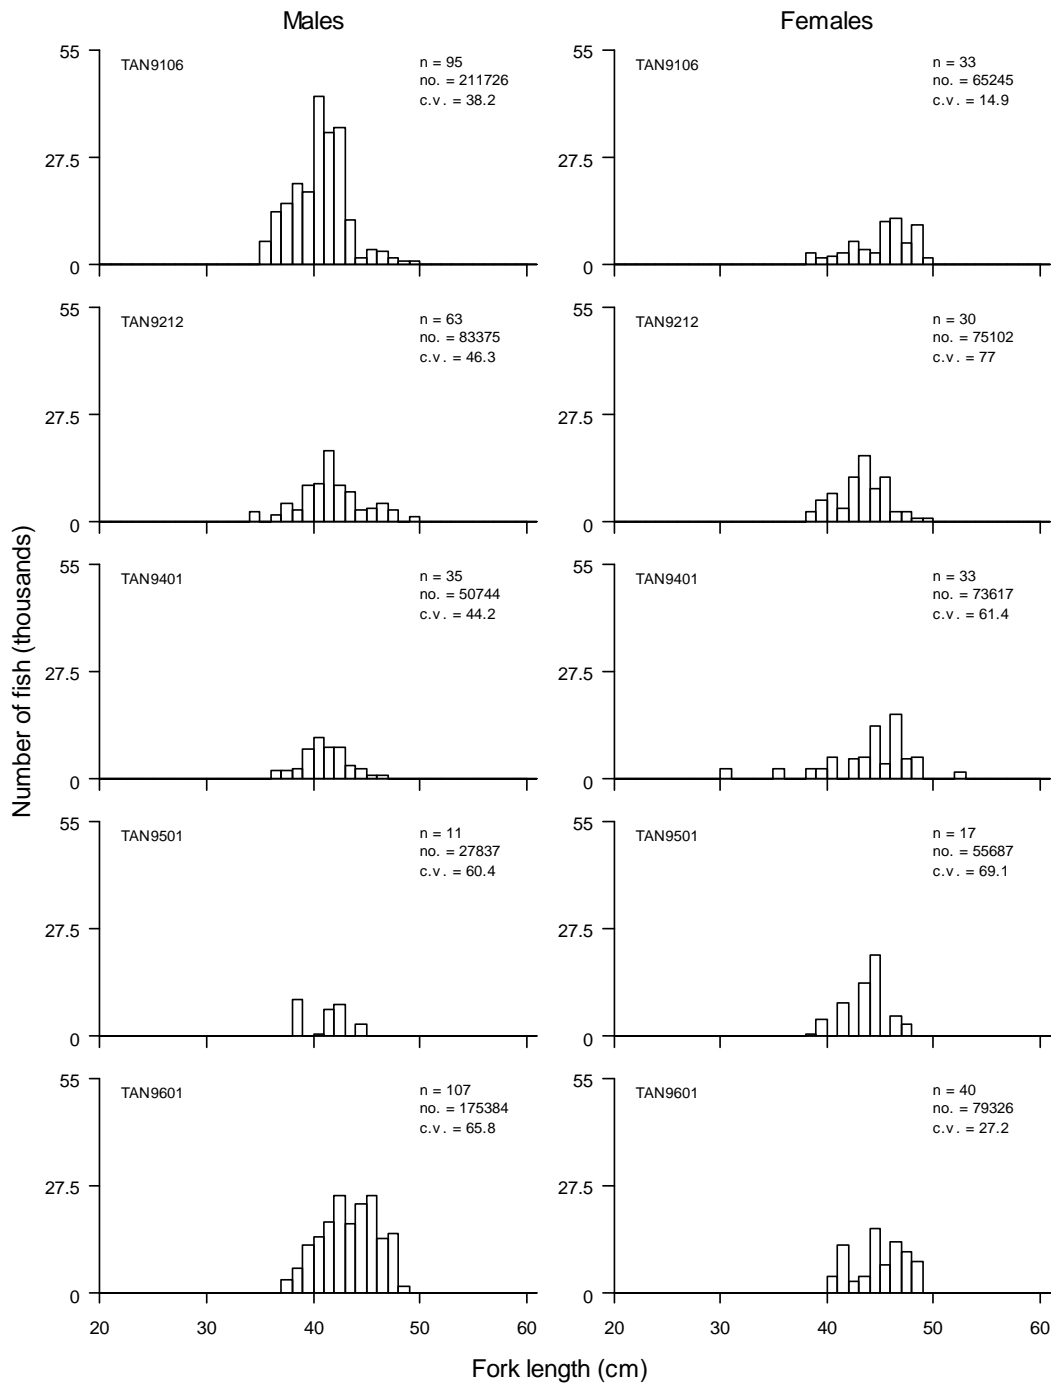 Males
Females
55
27.5
0
TAN9106
n = 95
no. = 211726
c.v. = 38.2
55
27.5
0
TAN9106
n = 33
no. = 65245
c.v. = 14.9
55
27.5
0
TAN9212
n = 63
no. = 83375
c.v. = 46.3
55
27.5
0
TAN9212
n = 30
no. = 75102
c.v. = 77
Number of fish (thousands)
55
27.5
0
TAN9401
n = 35
no. = 50744
c.v. = 44.2
55
27.5
0
TAN9401
n = 33
no. = 73617
c.v. = 61.4
55
27.5
0
TAN9501
n = 11
no. = 27837
c.v. = 60.4
55
27.5
0
TAN9501
n = 17
no. = 55687
c.v. = 69.1
55
27.5
0
TAN9601
n = 107
no. = 175384
c.v. = 65.8
55
27.5
0
TAN9601
n = 40
no. = 79326
c.v. = 27.2
20 30 40 50 60
20 30 40 50 60
Fork length (cm)